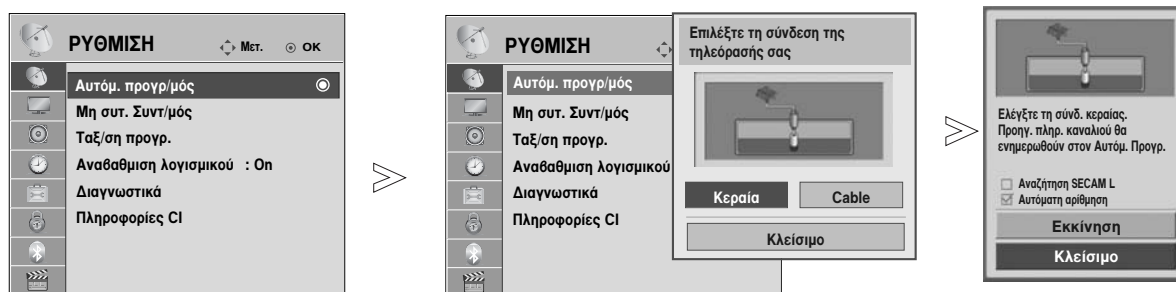 ΡΥΘΜΙΣΗ Μετ. OK
Αυτόμ. προγρ/μός
Μη συτ. Συντ/μός
Ταξ/ση προγρ.
Αναβαθμιση λογισμικού : On
Διαγνωστικά
Πληροφορίες CI
ΡΥΘΜΙΣΗ
Αυτόμ. προγρ/μός
Μη συτ. Συντ/μός
Ταξ/ση προγρ.
Αναβαθμιση λογισμικού
Διαγνωστικά
Πληροφορίες CI
Επιλέξτε τη σύνδεση της
τηλεόρασής σας
Κεραία Cable
Κλείσιμο
Ελέγξτε τη σύνδ. κεραίας.
Προηγ. πληρ. καναλιού θα
ενημερωθούν στον Αυτόμ. Προγρ.
Αναζήτηση SECAM L
Αυτόματη αρίθμηση
Εκκίνηση
Κλείσιμο